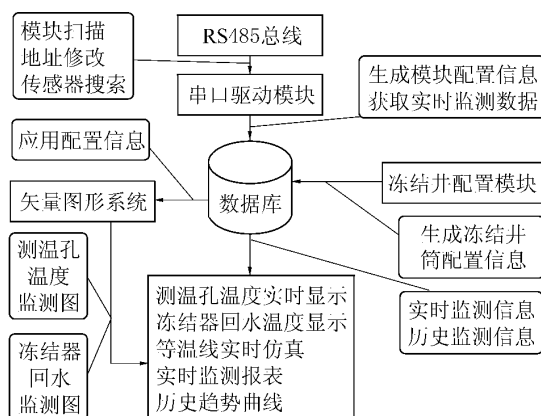 模块扫描
地址修改
传感器搜索
RS485总线
串口驱动模块
生成模块配置信息
获取实时监测数据
应用配置信息
数据库
冻结井配置模块
矢量图形系统
生成冻结井
筒配置信息
测温孔
温度
监测图
测温孔温度实时显示
冻结器回水温度显示
等温线实时仿真
实时监测报表
历史趋势曲线
实时监测信息
历史监测信息
冻结器
回水
监测图